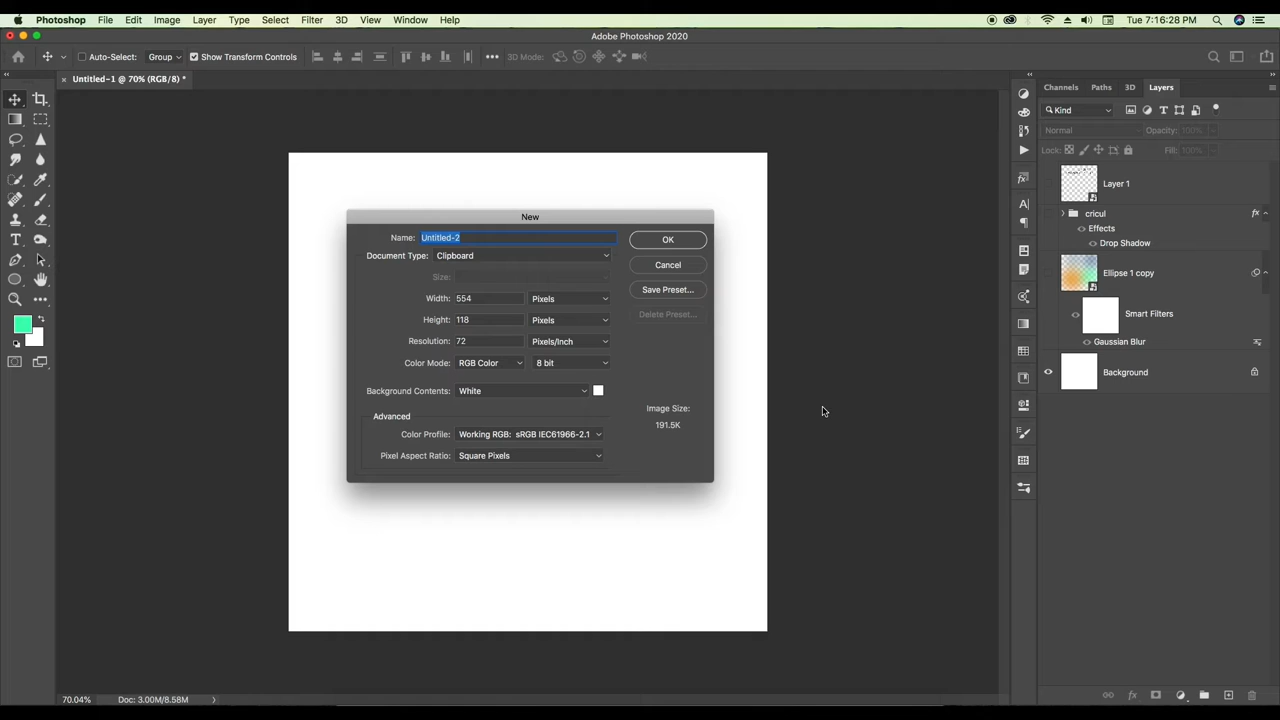 Photoshop File Edit Image Layer Type Select Filter 3D View Window Help Tue 7:16:28 PM
Adobe Photoshop 2020
Auto-Select: Group Show Transform Controls 3D Mode:
Untitled-1 @ 70% (RGB/8) *
Channels Paths 3D Layers
Kind
Normal Opacity: 100%
Lock: Fill: 100%
Layer 1
cricul fx
Effects
Drop Shadow
Ellipse 1 copy
Smart Filters
Gaussian Blur
Background
New
Name: Untitled-2 OK
Document Type: Clipboard Cancel
Size:
Save Preset...
Width: 554 Pixels
Height: 118 Pixels Delete Preset...
Resolution: 72 Pixels/Inch
Color Mode: RGB Color 8 bit
Background Contents: White
Image Size:
191.5K
Advanced
Color Profile: Working RGB: sRGB IEC61966-2.1
Pixel Aspect Ratio: Square Pixels
70.04% Doc: 3.00M/8.58M
fx